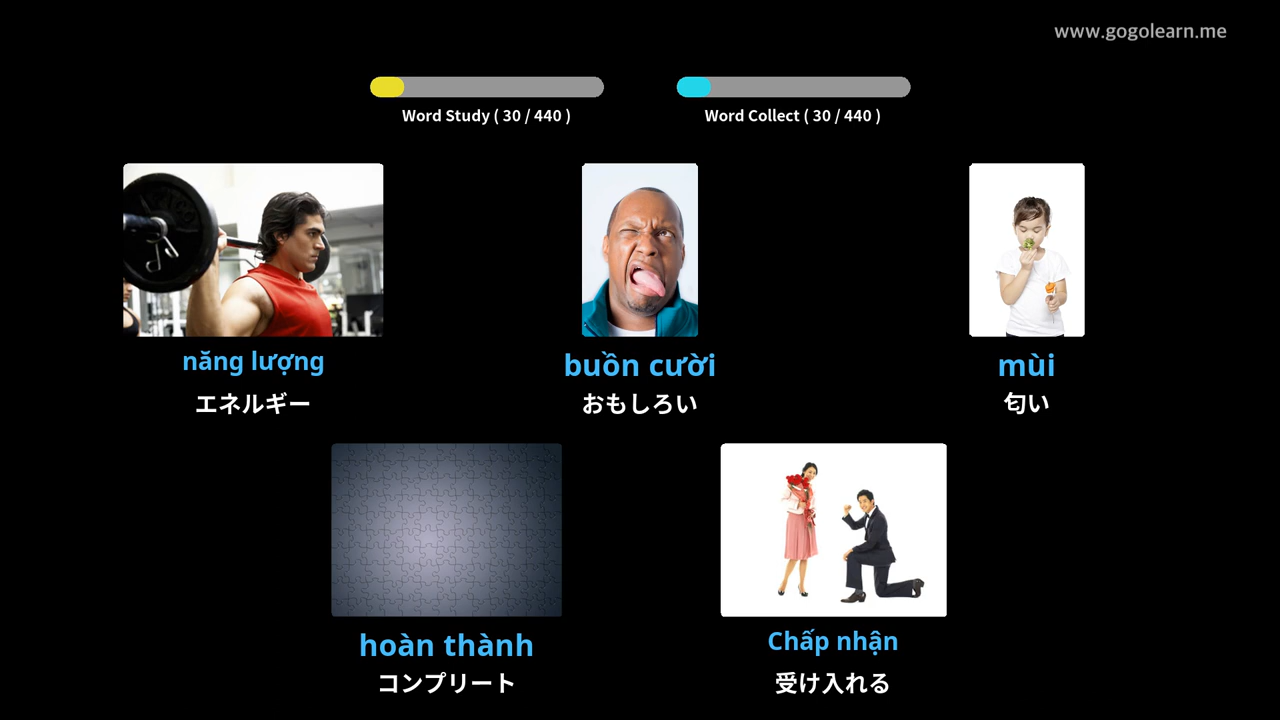 www.gogolearn.me
Word Study ( 30 / 440 )
Word Collect ( 30 / 440 )
năng lượng
エネルギー
buồn cười
おもしろい
mùi
匂い
hoàn thành
コンプリート
Chấp nhận
受け入れる